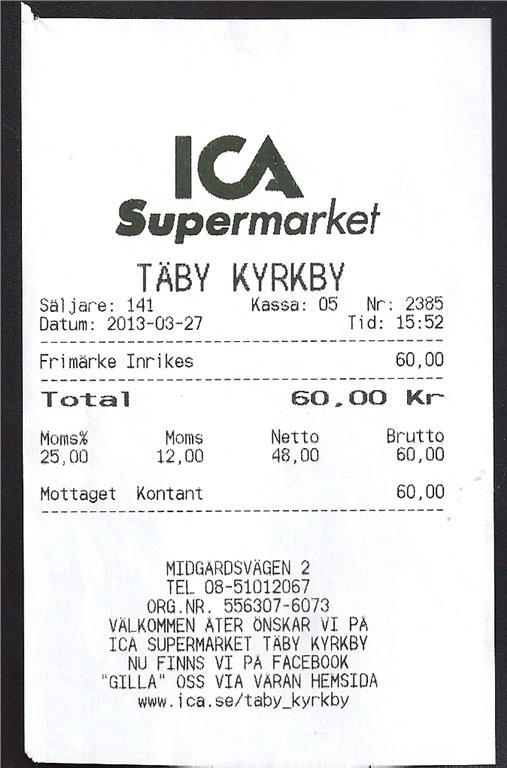 ICA
Supermarket
TÄBY KYRKBY
Säljare: 141 Kassa: 05 Nr: 2385
Datum: 2013-03-27 Tid: 15:52
Frimärke Inrikes 60,00
Total 60,00 Kr
Moms% Moms Netto Brutto
25,00 12,00 48,00 60,00
Mottaget Kontant 60,00
MIDGARDSVÄGEN 2
TEL 08-51012067
ORG.NR. 556307-6073
VÄLKOMMEN ÅTER ÖNSKAR VI PÅ
ICA SUPERMARKET TÄBY KYRKBY
NU FINNS VI PÅ FACEBOOK
"GILLA" OSS VIA VÅRAN HEMSIDA
www.ica.se/taby_kyrkby